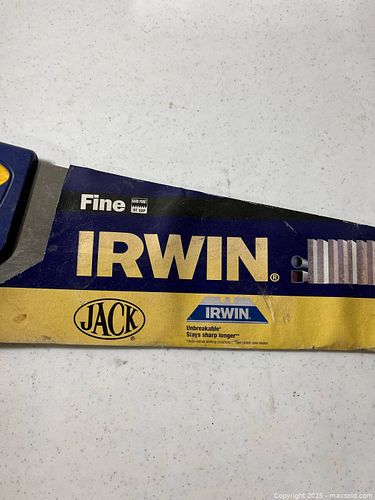 Fine
IRWIN®
JACK®
IRWIN.
Unbreakable*
Stays sharp longer**
Copyright 2025 - maxsold.com